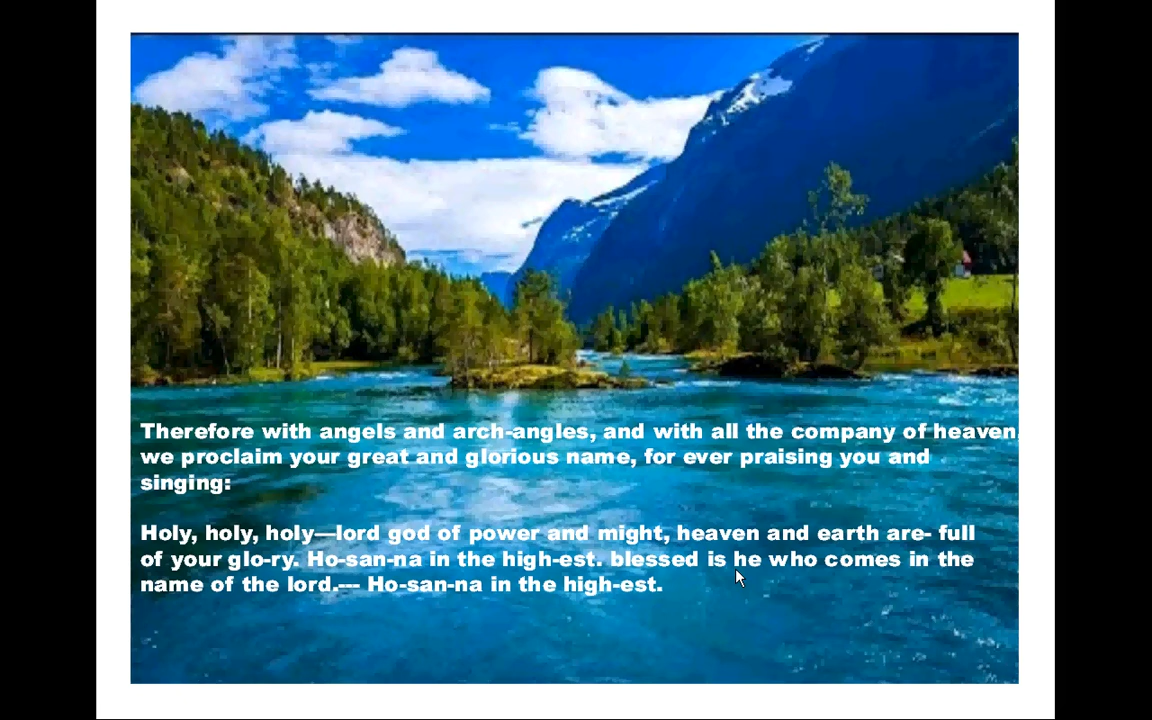 Therefore with angels and arch-angles, and with all the company of heaven
we proclaim your great and glorious name, for ever praising you and
singing:
Holy, holy, holy—lord god of power and might, heaven and earth are- full
of your glo-ry. Ho-san-na in the high-est. blessed is he who comes in the
name of the lord.--- Ho-san-na in the high-est.